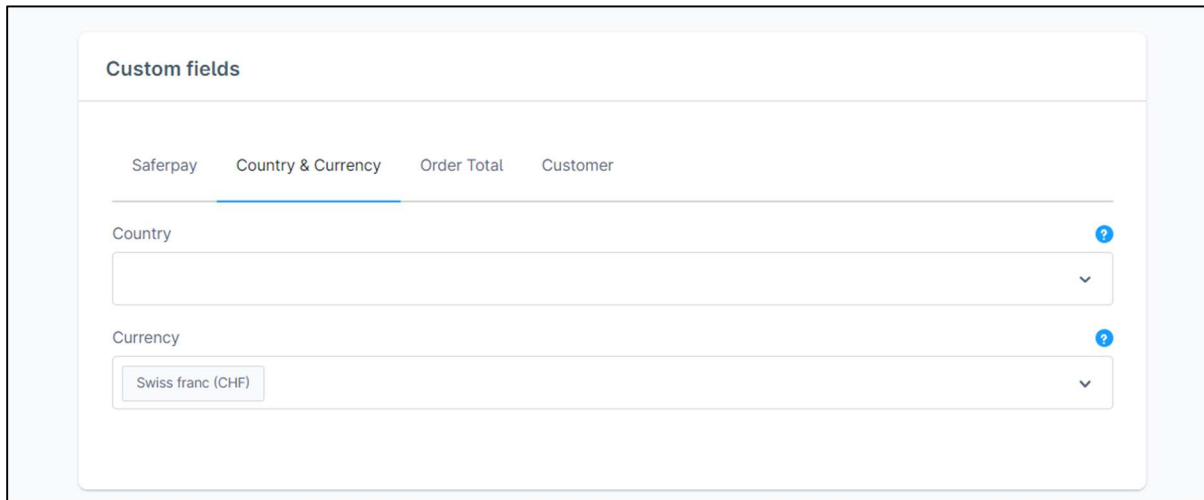 Custom fields
Saferpay Country & Currency Order Total Customer
Country
?
Currency
?
Swiss franc (CHF)